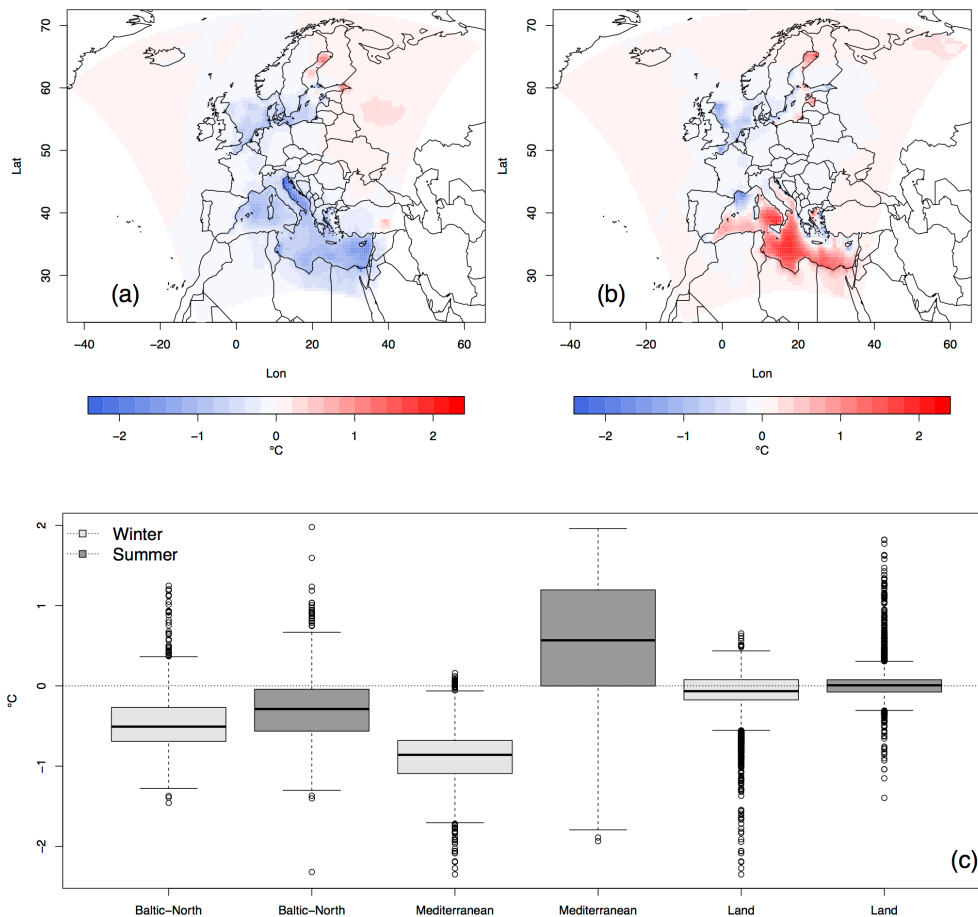 70
60
50
40
30
Lat
(a)
−40
−20
0
20
40
60
Lon
−2
−1
0
1
2
°C
70
60
50
40
30
Lat
(b)
−40
−20
0
20
40
60
Lon
−2
−1
0
1
2
°C
2
1
0
−1
−2
°C
Winter
Summer
(c)
Baltic−North
Baltic−North
Mediterranean
Mediterranean
Land
Land